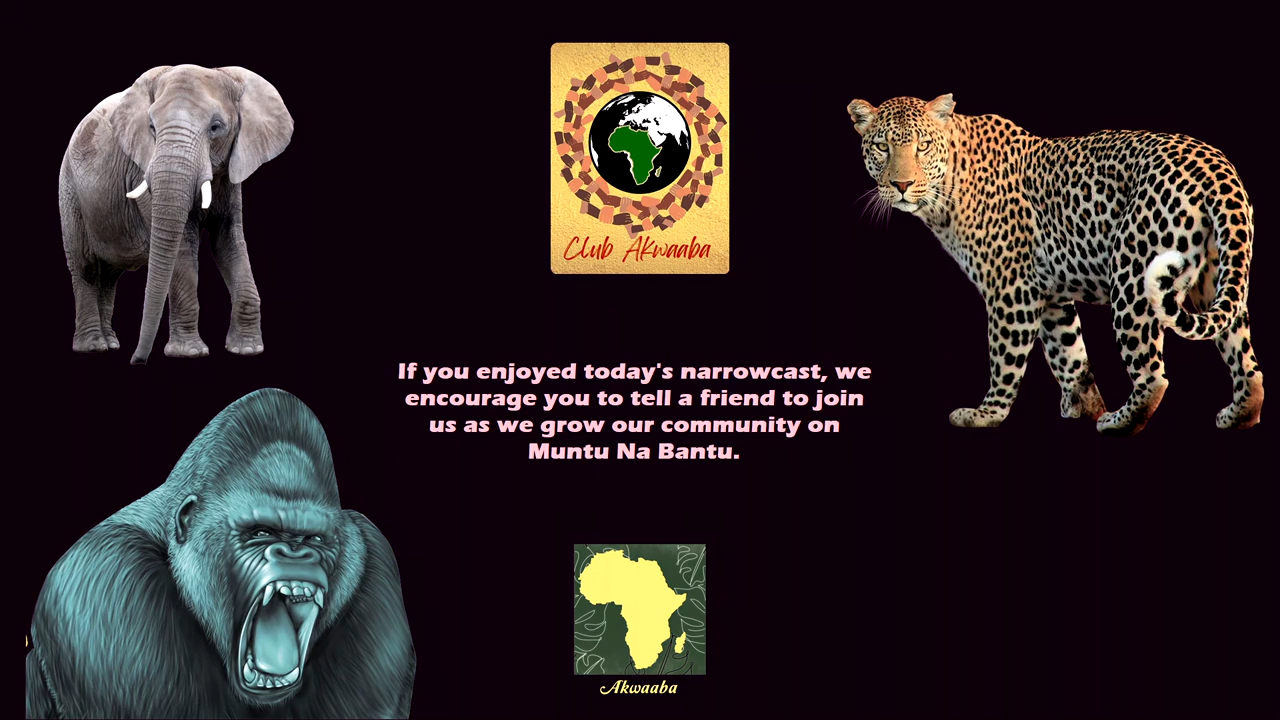 Club Akwaaba
If you enjoyed today's narrowcast, we
encourage you to tell a friend to join
us as we grow our community on
Muntu Na Bantu.
Akwaaba